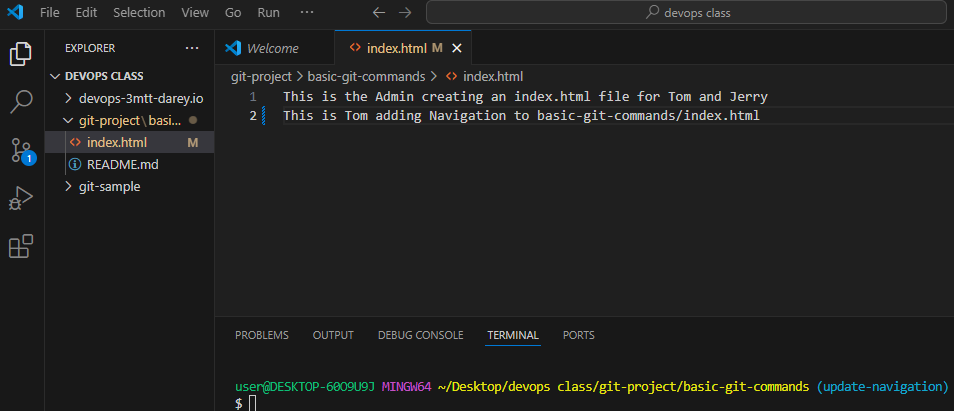 File Edit Selection View Go Run ··· devops class
EXPLORER ···
DEVOPS CLASS
devops-3mtt-darey.io
git-project\basi...
index.html M
README.md
git-sample
1
Welcome
index.html M
git-project > basic-git-commands > index.html
1 This is the Admin creating an index.html file for Tom and Jerry
2 This is Tom adding Navigation to basic-git-commands/index.html
PROBLEMS OUTPUT DEBUG CONSOLE TERMINAL PORTS
user@DESKTOP-60O9U9J MINGW64 ~/Desktop/devops class/git-project/basic-git-commands (update-navigation)
$